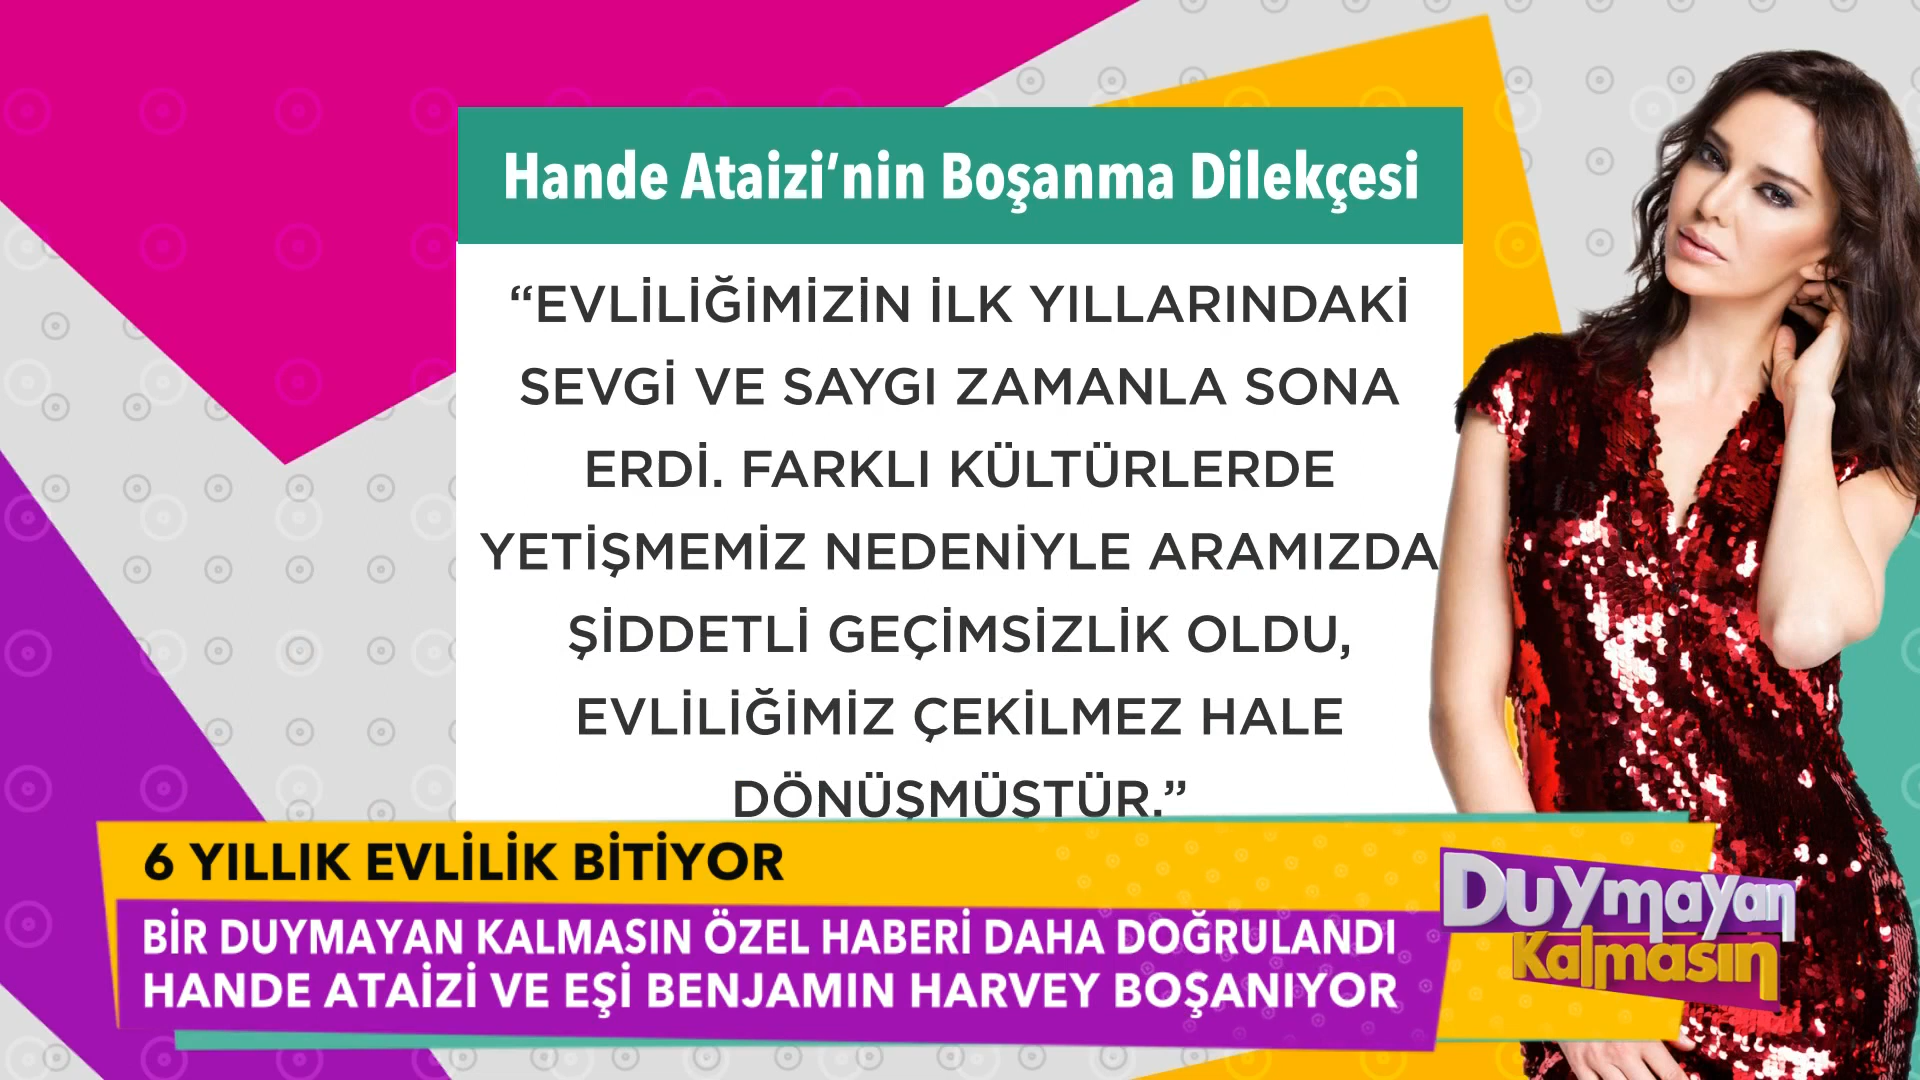 Hande Ataizi’nin Boşanma Dilekçesi
“EVLİLİĞİMİZİN İLK YILLARINDAKİ
SEVGİ VE SAYGI ZAMANLA SONA
ERDİ. FARKLI KÜLTÜRLERDE
YETİŞMEMİZ NEDENİYLE ARAMIZDA
ŞİDDETLİ GEÇİMSİZLİK OLDU,
EVLİLİĞİMİZ ÇEKİLMEZ HALE
DÖNÜŞMÜŞTÜR.”
6 YILLIK EVLİLİK BİTİYOR
BİR DUYMAYAN KALMASIN ÖZEL HABERİ DAHA DOĞRULANDI
HANDE ATAİZİ VE EŞİ BENJAMIN HARVEY BOŞANIYOR
Duymayan
Kalmasın